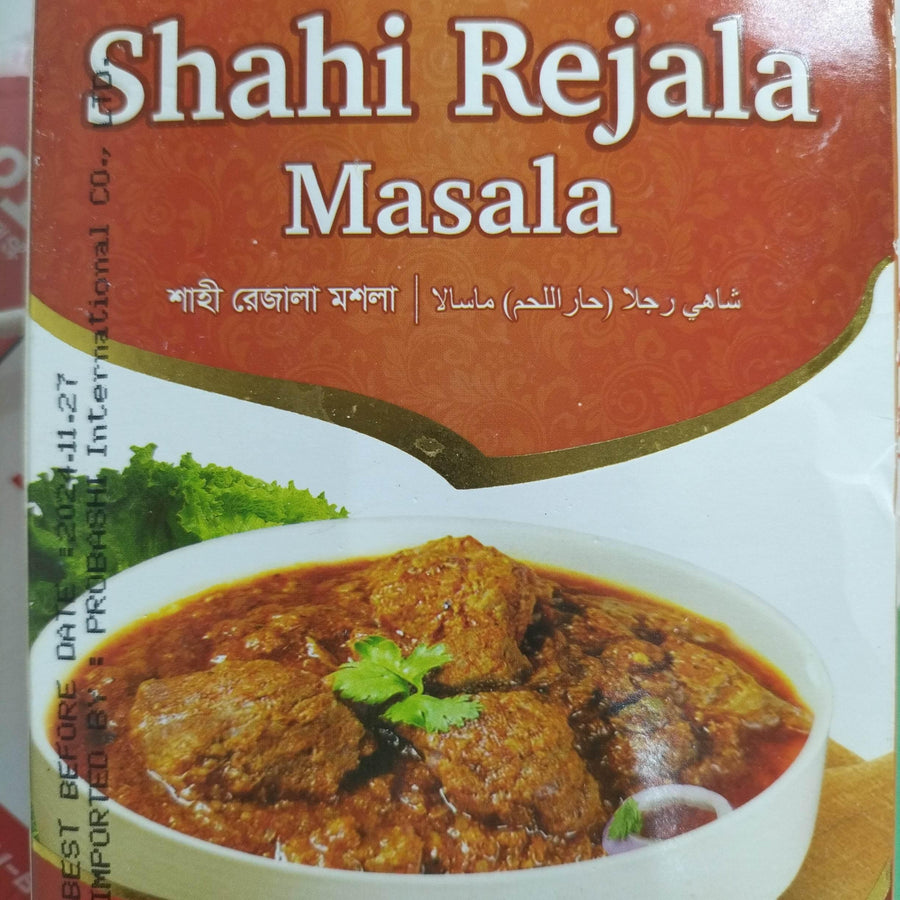 Shahi Rejala
Masala
শাহী রেজালা মশলা | شاهي رجلا (حار اللحم) ماسالا
BEST BEFORE DATE :2024-11-27
IMPORTED BY : PROBASHI International CO., LTD.